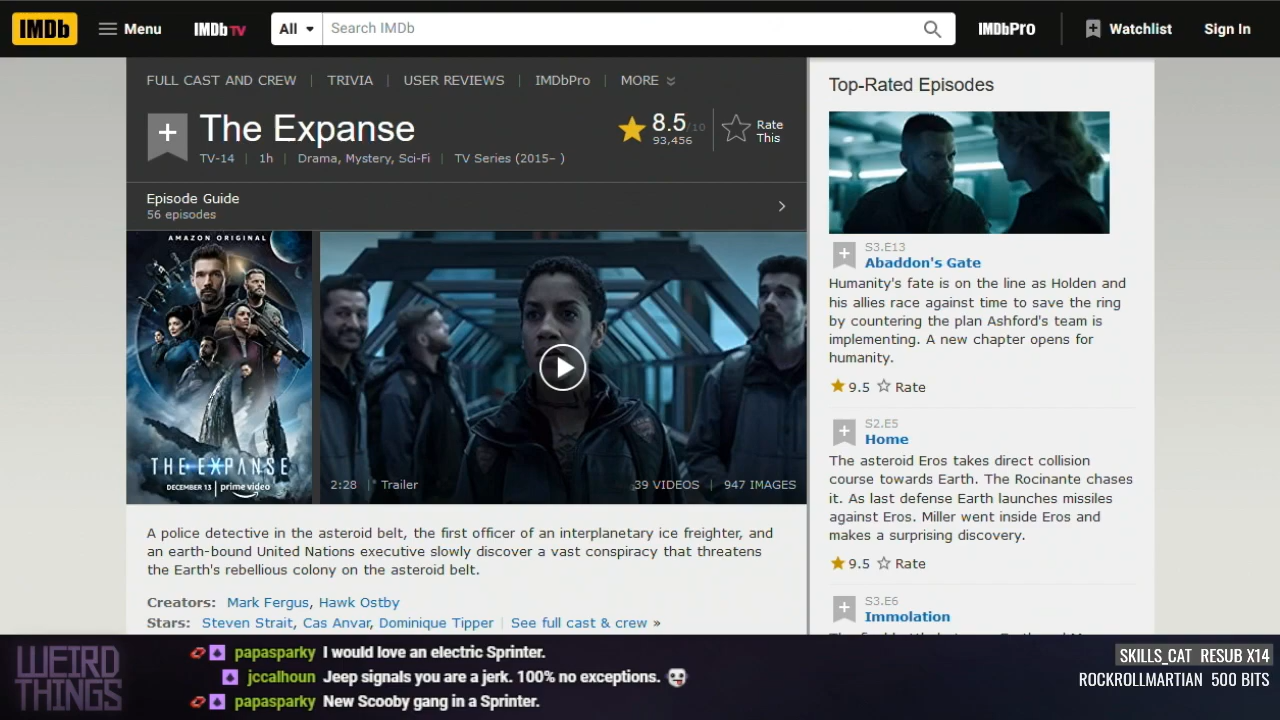 IMDb
Menu
IMDb TV
All
Search IMDb
IMDbPro
Watchlist
Sign In
FULL CAST AND CREW | TRIVIA | USER REVIEWS | IMDbPro | MORE
The Expanse
8.5/10
93,456
Rate This
TV-14 | 1h | Drama, Mystery, Sci-Fi | TV Series (2015– )
Episode Guide
56 episodes
AMAZON ORIGINAL
THE EXPANSE
DECEMBER 13 | prime video
2:28 | Trailer
39 VIDEOS | 947 IMAGES
A police detective in the asteroid belt, the first officer of an interplanetary ice freighter, and
an earth-bound United Nations executive slowly discover a vast conspiracy that threatens
the Earth's rebellious colony on the asteroid belt.
Creators: Mark Fergus, Hawk Ostby
Stars: Steven Strait, Cas Anvar, Dominique Tipper | See full cast & crew »
Top-Rated Episodes
S3.E13
Abaddon's Gate
Humanity's fate is on the line as Holden and
his allies race against time to save the ring
by countering the plan Ashford's team is
implementing. A new chapter opens for
humanity.
9.5 Rate
S2.E5
Home
The asteroid Eros takes direct collision
course towards Earth. The Rocinante chases
it. As last defense Earth launches missiles
against Eros. Miller went inside Eros and
makes a surprising discovery.
9.5 Rate
S3.E6
Immolation
WEIRD
THINGS
papasparky I would love an electric Sprinter.
jccalhoun Jeep signals you are a jerk. 100% no exceptions.
papasparky New Scooby gang in a Sprinter.
SKILLS_CAT RESUB X14
ROCKROLLMARTIAN 500 BITS